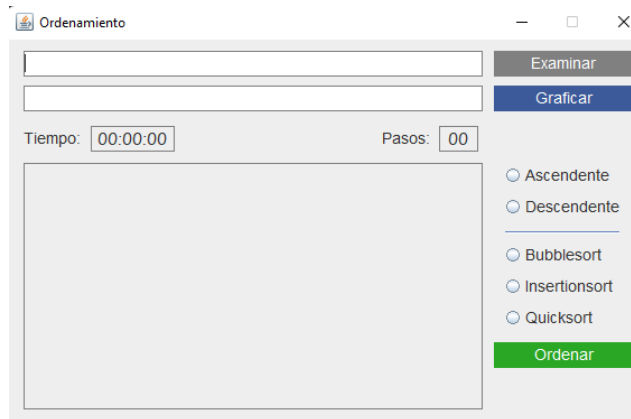 Ordenamiento
Examinar
Graficar
Tiempo: 00:00:00 Pasos: 00
Ascendente
Descendente
Bubblesort
Insertionsort
Quicksort
Ordenar